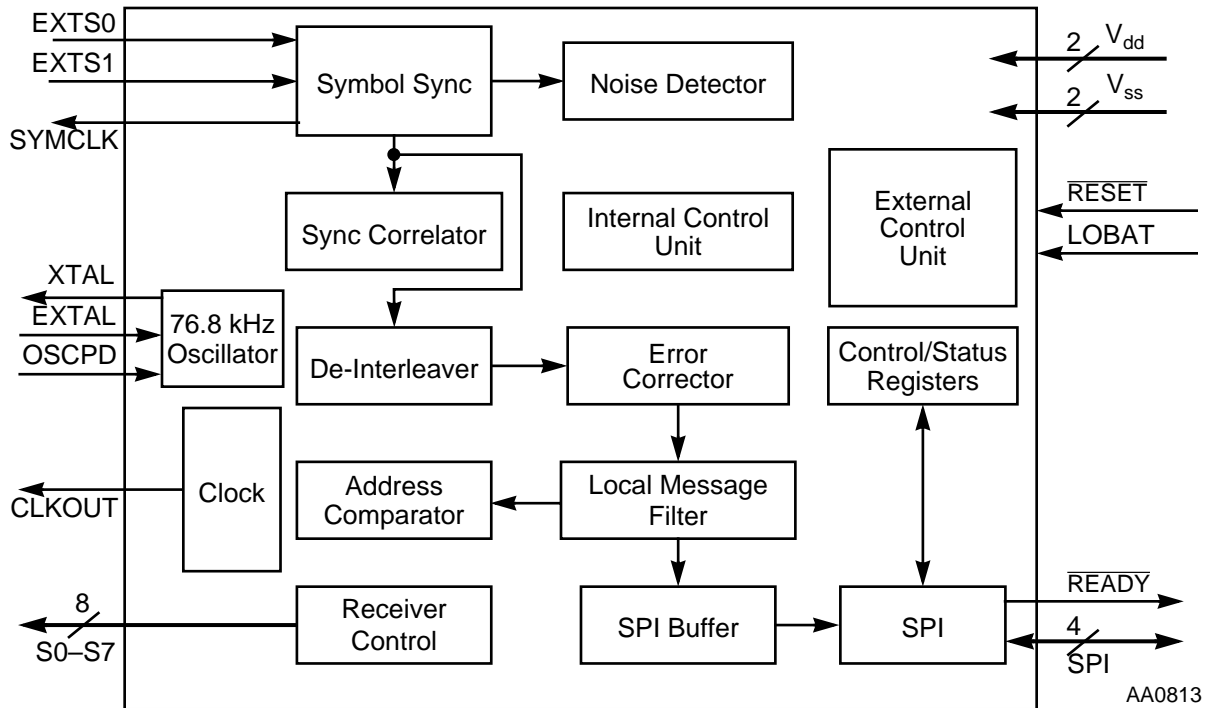 EXTS0
EXTS1
SYMCLK
Symbol Sync
Noise Detector
2
Vdd
2
Vss
Sync Correlator
Internal Control
Unit
External
Control
Unit
RESET
LOBAT
XTAL
EXTAL
OSCPD
76.8 kHz
Oscillator
De-Interleaver
Error
Corrector
Control/Status
Registers
CLKOUT
Clock
Address
Comparator
Local Message
Filter
8
S0–S7
Receiver
Control
SPI Buffer
SPI
READY
4
SPI
AA0813